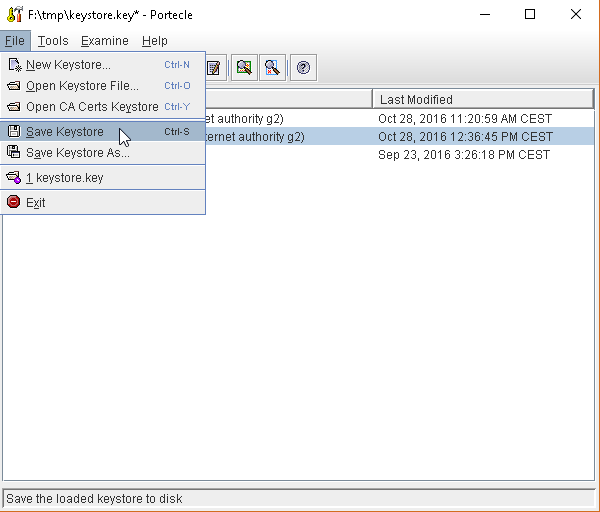 F:\tmp\keystore.key* - Portecle
File Tools Examine Help
New Keystore... Ctrl-N
Open Keystore File... Ctrl-O
Open CA Certs Keystore Ctrl-Y
Save Keystore Ctrl-S
Save Keystore As...
1 keystore.key
Exit
Last Modified
net authority g2) Oct 28, 2016 11:20:59 AM CEST
ternet authority g2) Oct 28, 2016 12:36:45 PM CEST
Sep 23, 2016 3:26:18 PM CEST
Save the loaded keystore to disk